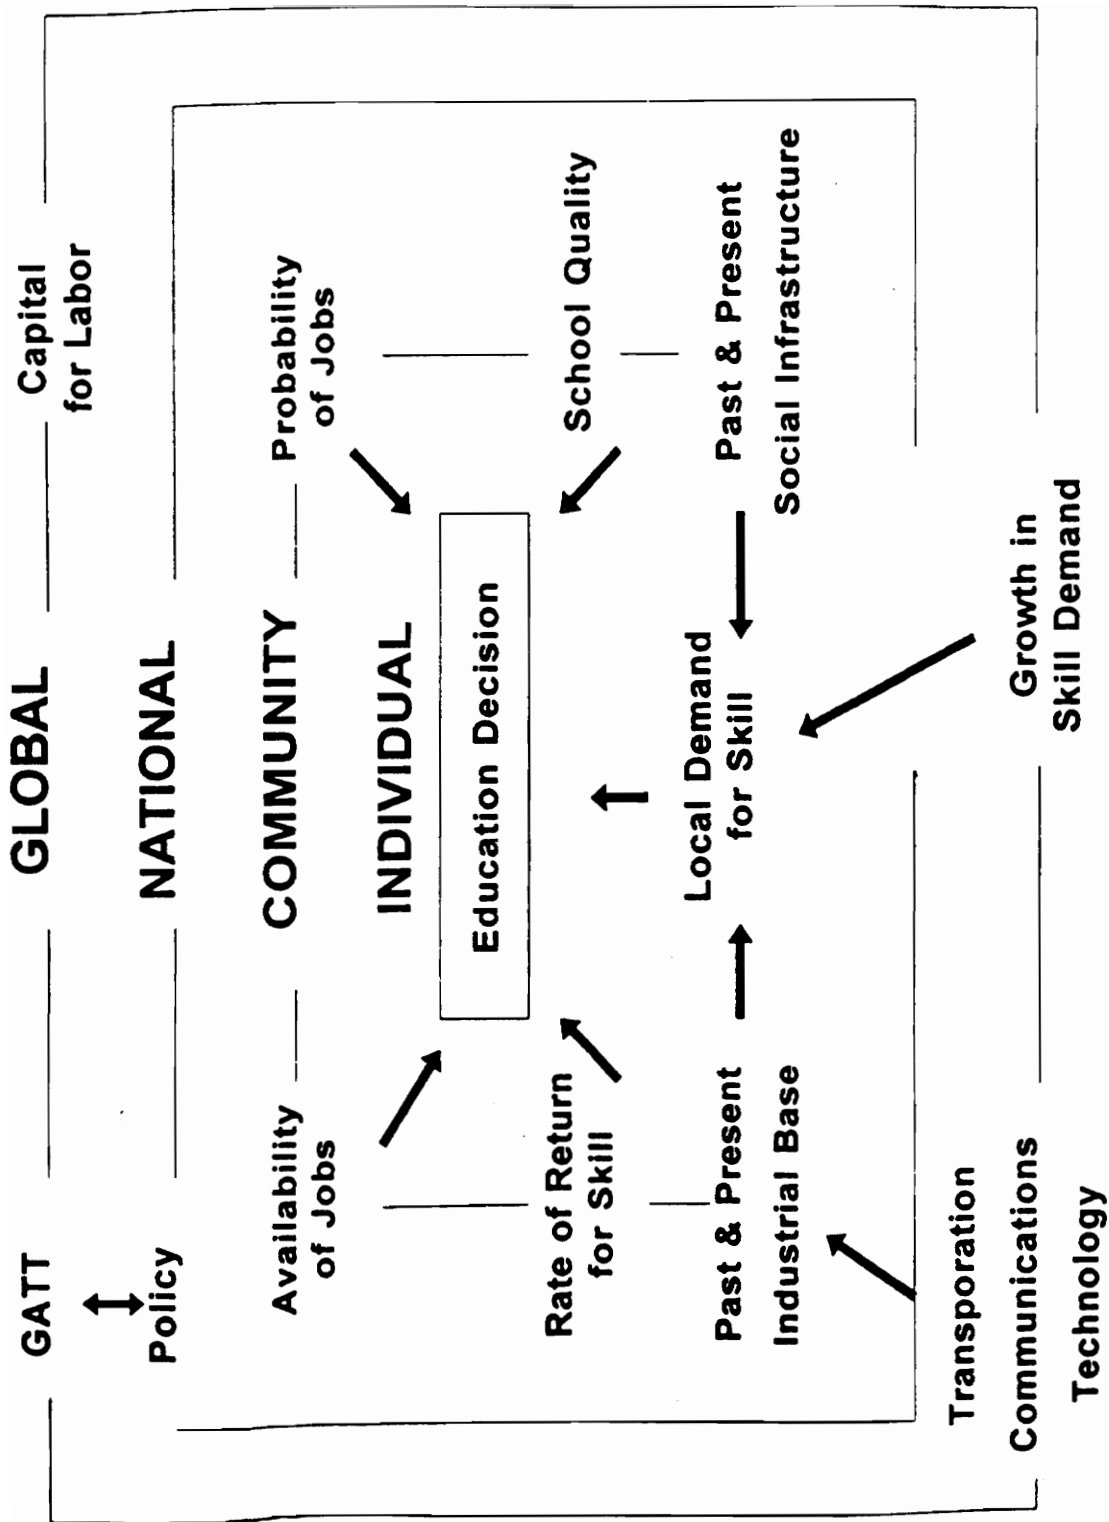 GLOBAL
GATT
Capital
for Labor
NATIONAL
Policy
COMMUNITY
Availability
of Jobs
Probability
of Jobs
INDIVIDUAL
Education Decision
Rate of Return
for Skill
School Quality
Local Demand
for Skill
Past & Present
Industrial Base
Past & Present
Social Infrastructure
Transporation
Communications
Technology
Growth in
Skill Demand